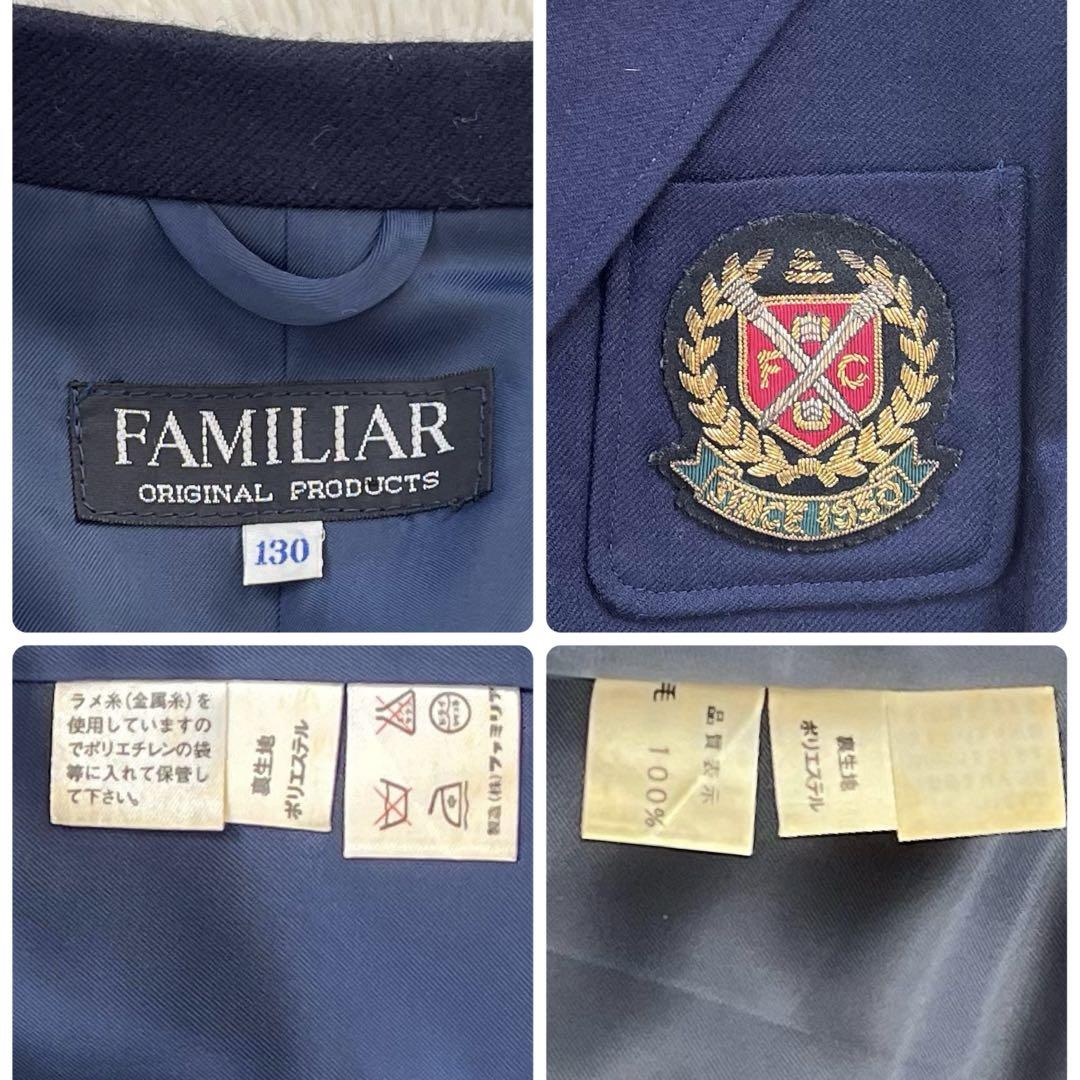 FAMILIAR
ORIGINAL PRODUCTS
130
F C
SINCE 1950
ラメ糸(金属糸)を
使用していますの
でポリエチレンの袋
等に入れて保管し
て下さい。
裏生地
ポリエステル
製造(株)ファミリア
品質表示
毛 100%
裏生地
ポリエステル